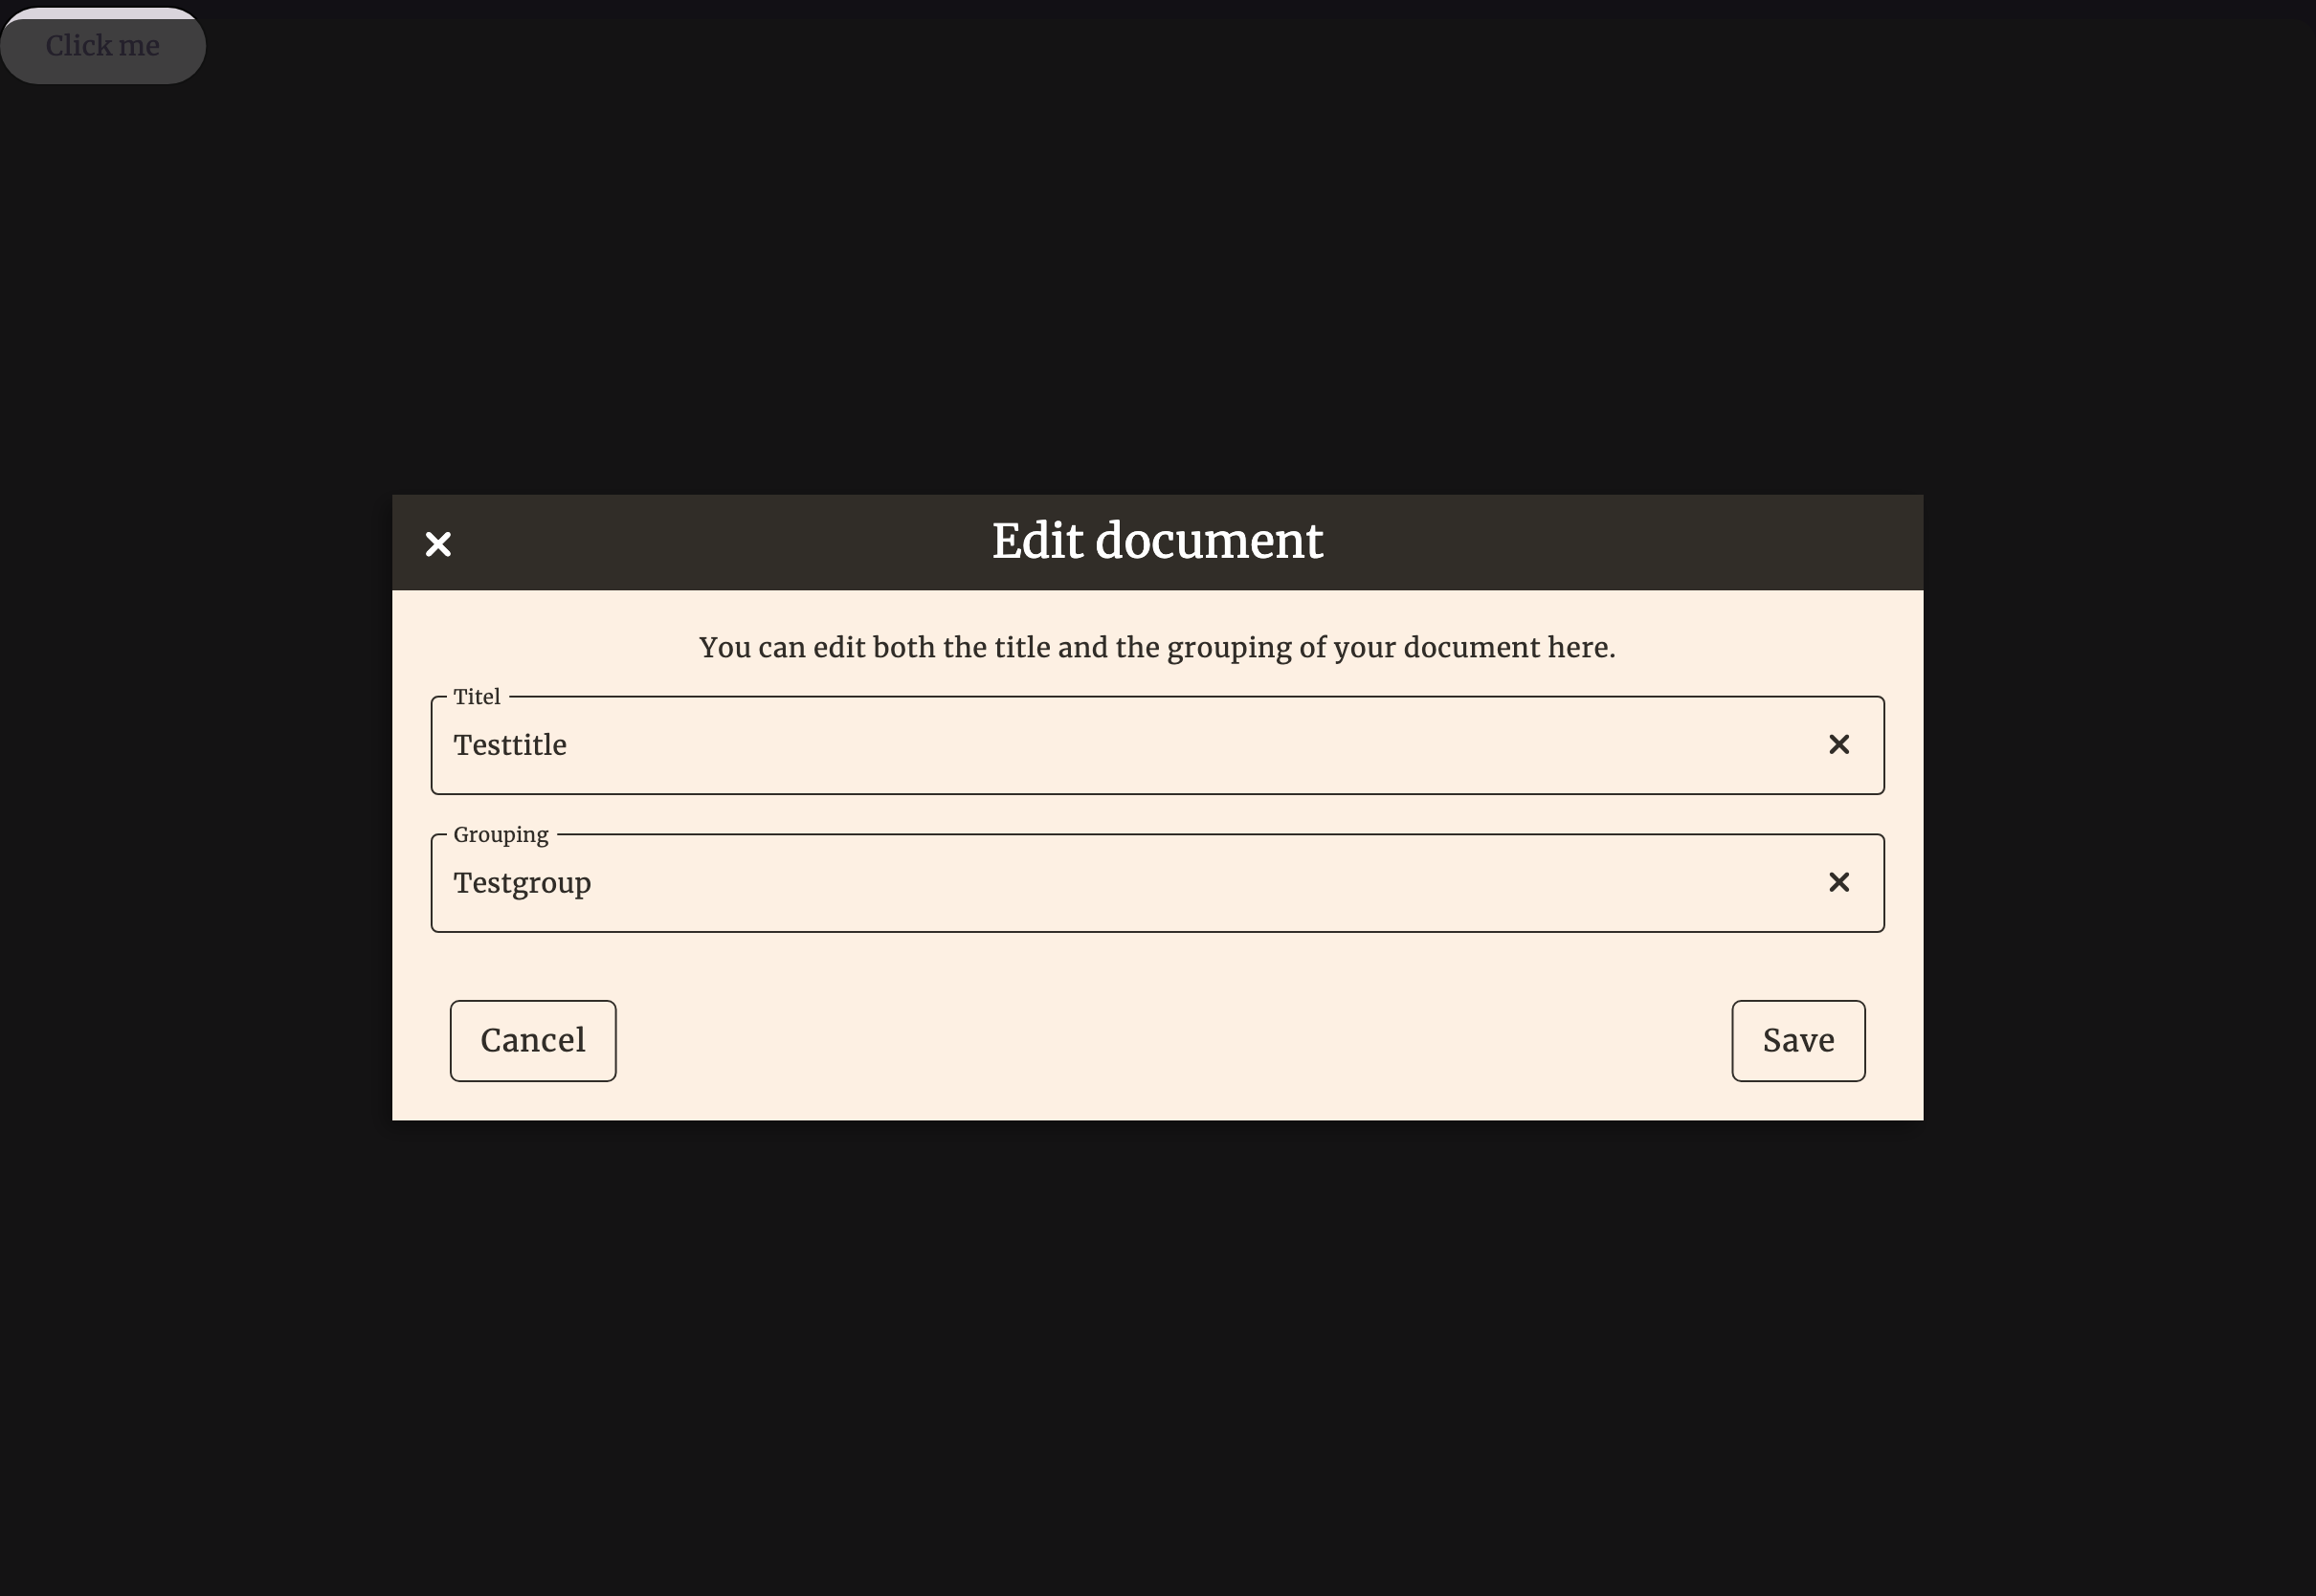 Click me
Edit document
You can edit both the title and the grouping of your document here.
Titel
Testtitle
Grouping
Testgroup
Cancel
Save